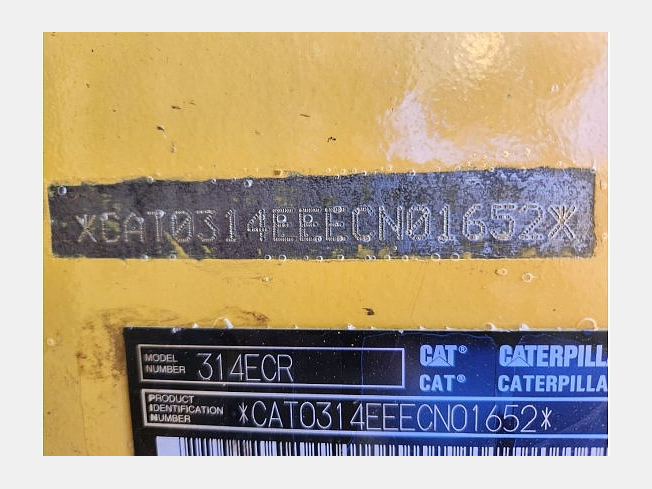 *CAT0314EEECN01652*
MODEL NUMBER 314ECR
CAT® CATERPILLA
CAT® CATERPILLA
PRODUCT IDENTIFICATION NUMBER *CAT0314EEECN01652*